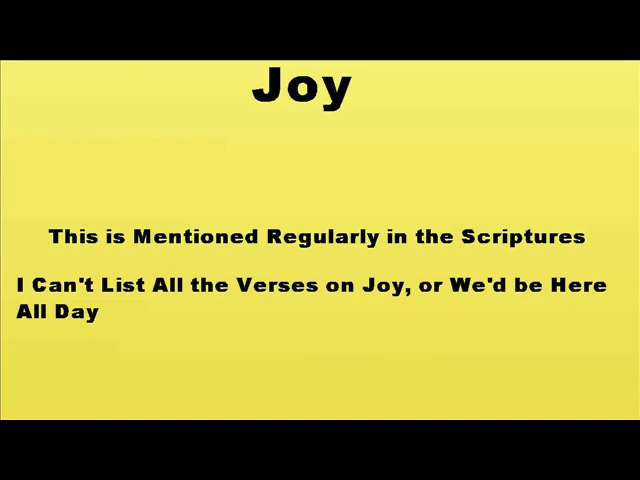 Joy
This is Mentioned Regularly in the Scriptures
I Can't List All the Verses on Joy, or We'd be Here
All Day